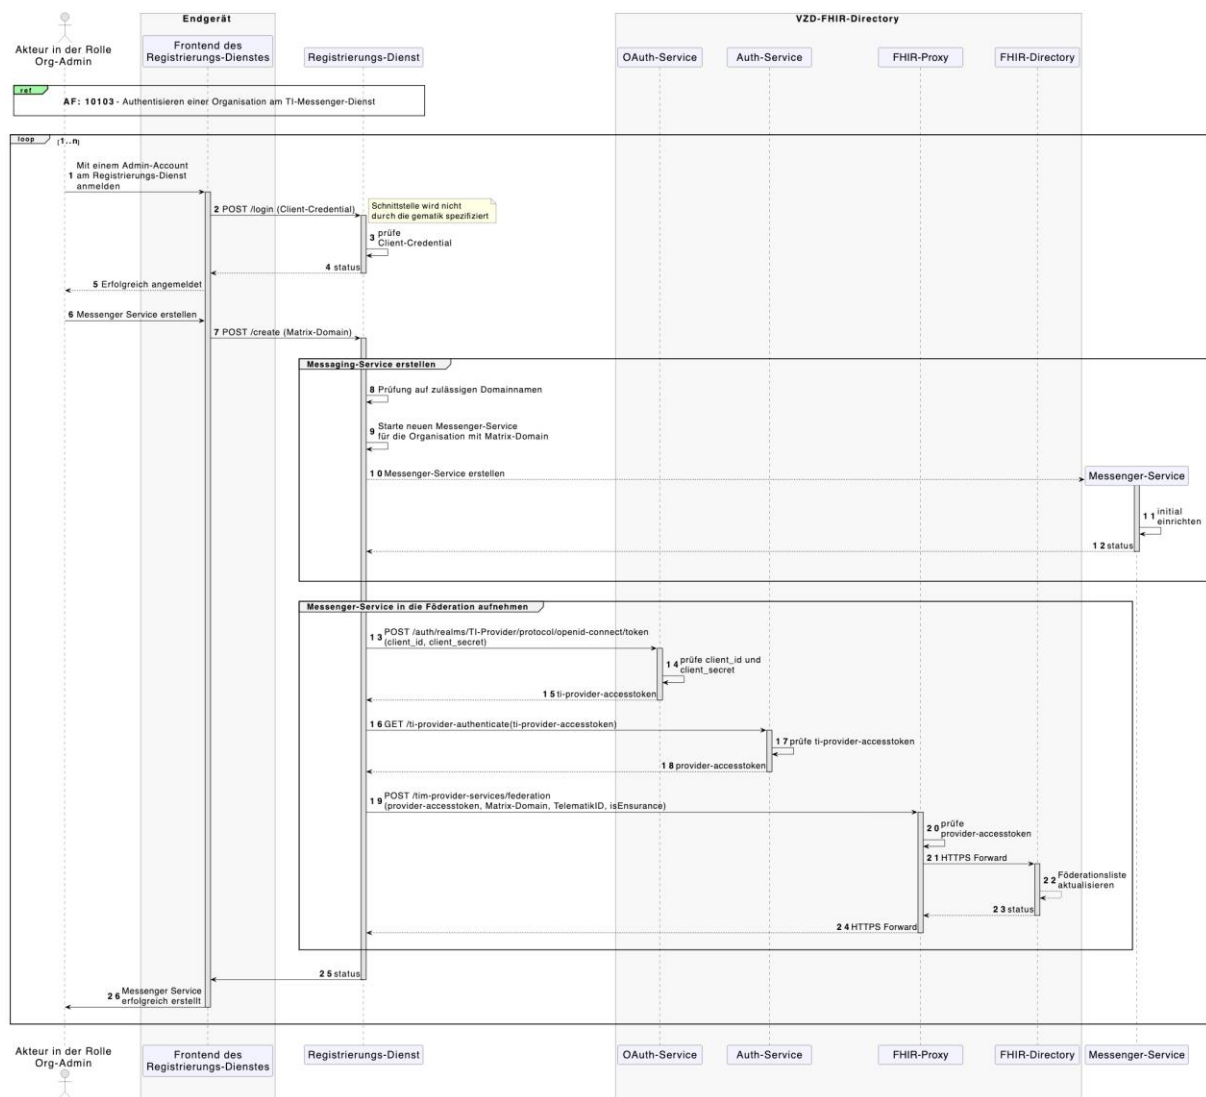 Endgerät
VZD-FHIR-Directory
Akteur in der Rolle
Org-Admin
Frontend des
Registrierungs-Dienstes
Registrierungs-Dienst
OAuth-Service
Auth-Service
FHIR-Proxy
FHIR-Directory
ref
AF: 10103 - Authentisieren einer Organisation am TI-Messenger-Dienst
loop
[1..n]
Mit einem Admin-Account
1 am Registrierungs-Dienst
anmelden
2 POST /login (Client-Credential)
Schnittstelle wird nicht
durch die gematik spezifiziert
3 prüfe
Client-Credential
4 status
5 Erfolgreich angemeldet
6 Messenger Service erstellen
7 POST /create (Matrix-Domain)
Messaging-Service erstellen
8 Prüfung auf zulässigen Domainnamen
9 Starte neuen Messenger-Service
für die Organisation mit Matrix-Domain
10 Messenger-Service erstellen
Messenger-Service
11 initial
einrichten
12 status
Messenger-Service in die Föderation aufnehmen
13 POST /auth/realms/TI-Provider/protocol/openid-connect/token
(client_id, client_secret)
14 prüfe client_id und
client_secret
15 ti-provider-accesstoken
16 GET /ti-provider-authenticate(ti-provider-accesstoken)
17 prüfe ti-provider-accesstoken
18 provider-accesstoken
19 POST /tim-provider-services/federation
(provider-accesstoken, Matrix-Domain, TelematikID, isEnsurance)
20 prüfe
provider-accesstoken
21 HTTPS Forward
22 Föderationsliste
aktualisieren
23 status
24 HTTPS Forward
25 status
26 Messenger Service
erfolgreich erstellt
Akteur in der Rolle
Org-Admin
Frontend des
Registrierungs-Dienstes
Registrierungs-Dienst
OAuth-Service
Auth-Service
FHIR-Proxy
FHIR-Directory
Messenger-Service